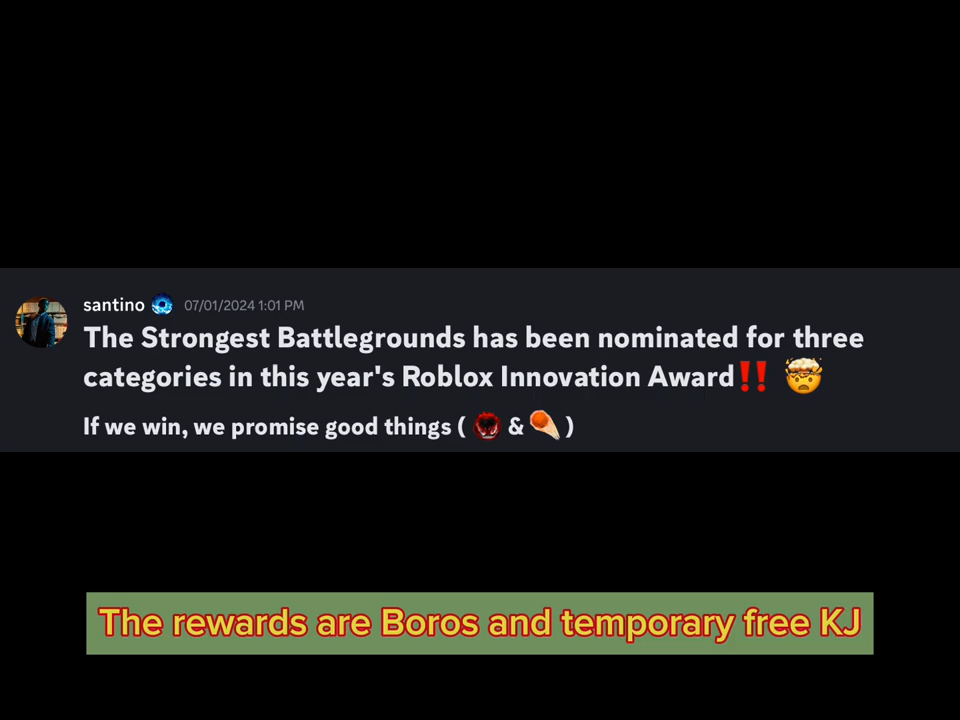 santino 07/01/2024 1:01 PM
The Strongest Battlegrounds has been nominated for three
categories in this year's Roblox Innovation Award‼️ 🤯
If we win, we promise good things ( & )
The rewards are Boros and temporary free KJ